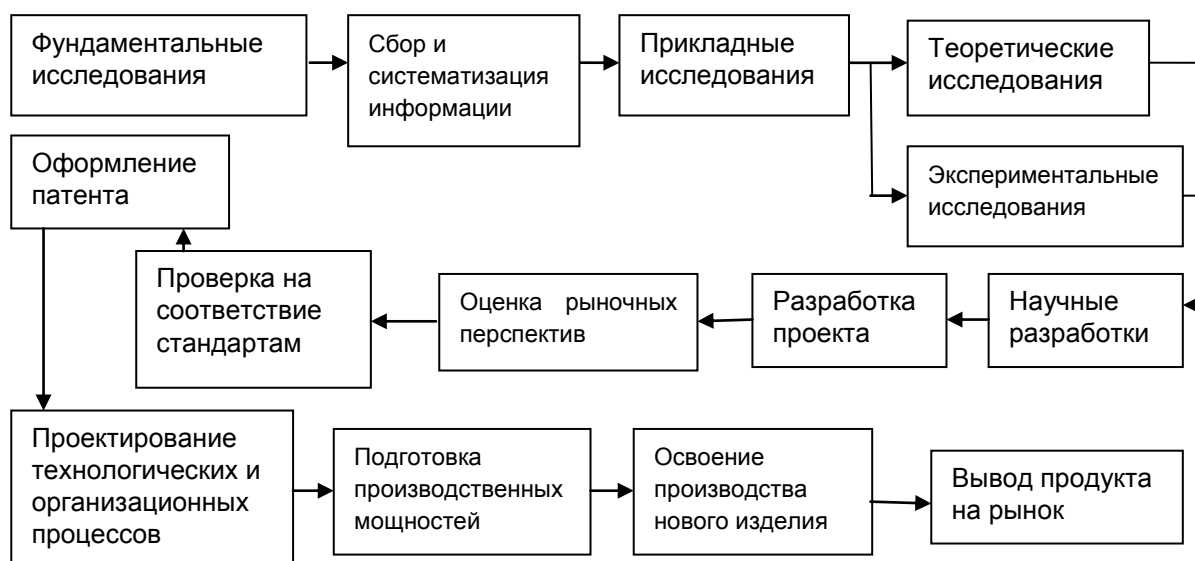 Фундаментальные
исследования
Сбор и
систематизация
информации
Прикладные
исследования
Теоретические
исследования
Экспериментальные
исследования
Научные
разработки
Разработка
проекта
Оценка рыночных
перспектив
Проверка на
соответствие
стандартам
Оформление
патента
Проектирование
технологических и
организационных
процессов
Подготовка
производственных
мощностей
Освоение
производства
нового изделия
Вывод продукта
на рынок